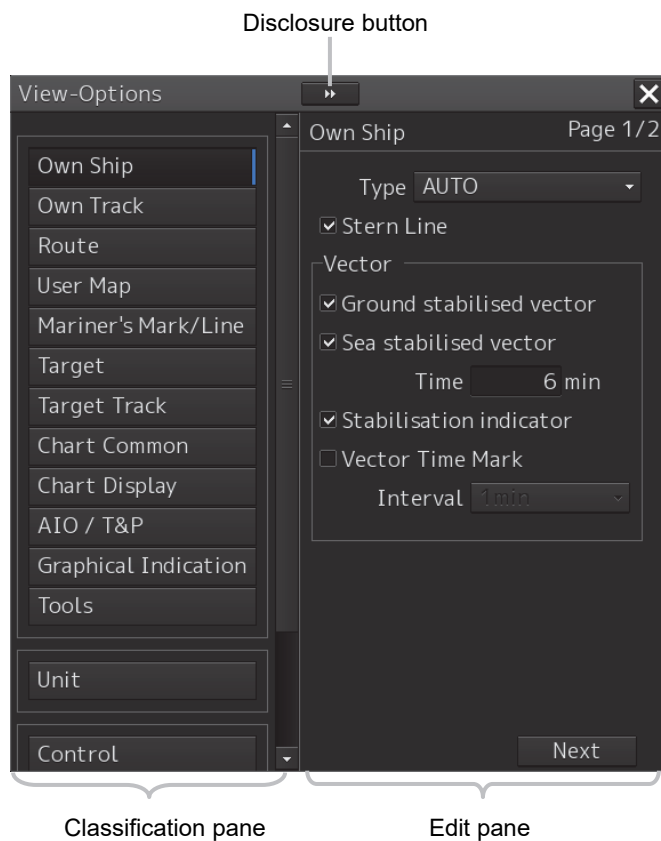 Disclosure button
View-Options
Own Ship
Own Track
Route
User Map
Mariner's Mark/Line
Target
Target Track
Chart Common
Chart Display
AIO / T&P
Graphical Indication
Tools
Unit
Control
Own Ship Page 1/2
Type AUTO
Stern Line
Vector
Ground stabilised vector
Sea stabilised vector
Time 6 min
Stabilisation indicator
Vector Time Mark
Interval 1min
Next
Classification pane
Edit pane